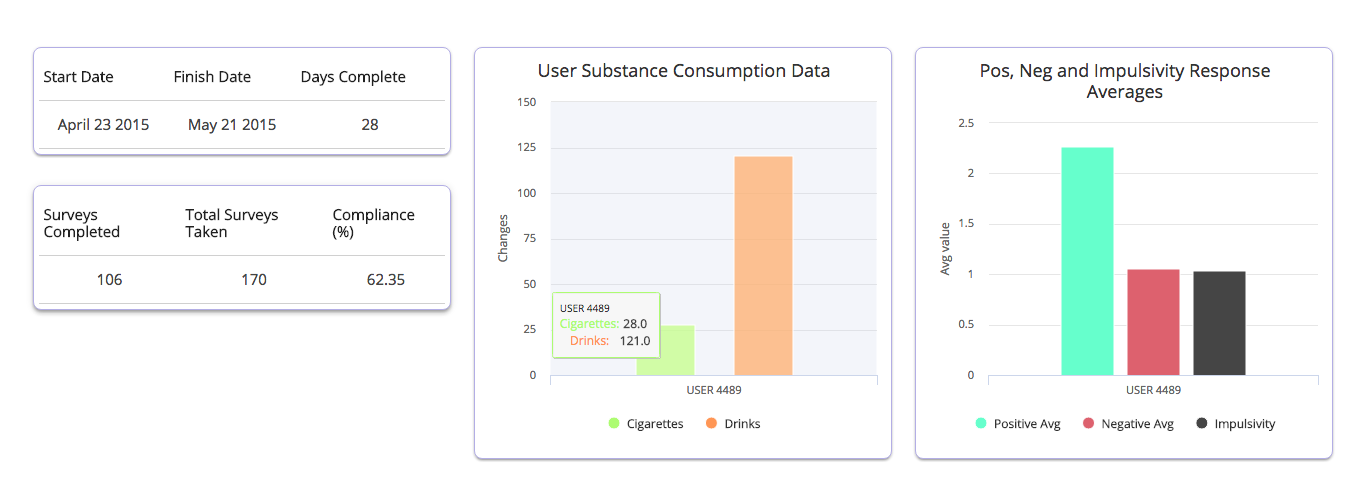 Start Date Finish Date Days Complete
April 23 2015 May 21 2015 28
Surveys Completed Total Surveys Taken Compliance (%)
106 170 62.35
User Substance Consumption Data
150
125
100
75
50
25
0
Changes
USER 4489
Cigarettes: 28.0
Drinks: 121.0
USER 4489
Cigarettes Drinks
Pos, Neg and Impulsivity Response
Averages
2.5
2
1.5
1
0.5
0
Avg value
USER 4489
Positive Avg Negative Avg Impulsivity